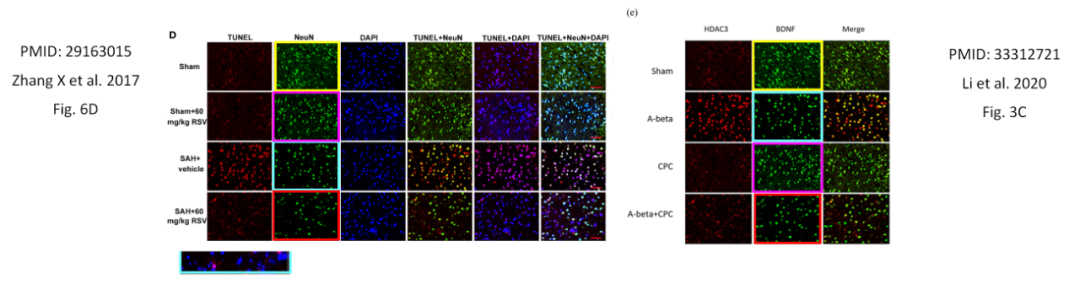 PMID: 29163015
Zhang X et al. 2017
Fig. 6D
D
TUNEL NeuN DAPI TUNEL+NeuN TUNEL+DAPI TUNEL+NeuN+DAPI
Sham
Sham+60
mg/kg RSV
SAH+
vehicle
SAH+60
mg/kg RSV
(e)
HDAC3 BDNF Merge
Sham
A-beta
CPC
A-beta+CPC
PMID: 33312721
Li et al. 2020
Fig. 3C